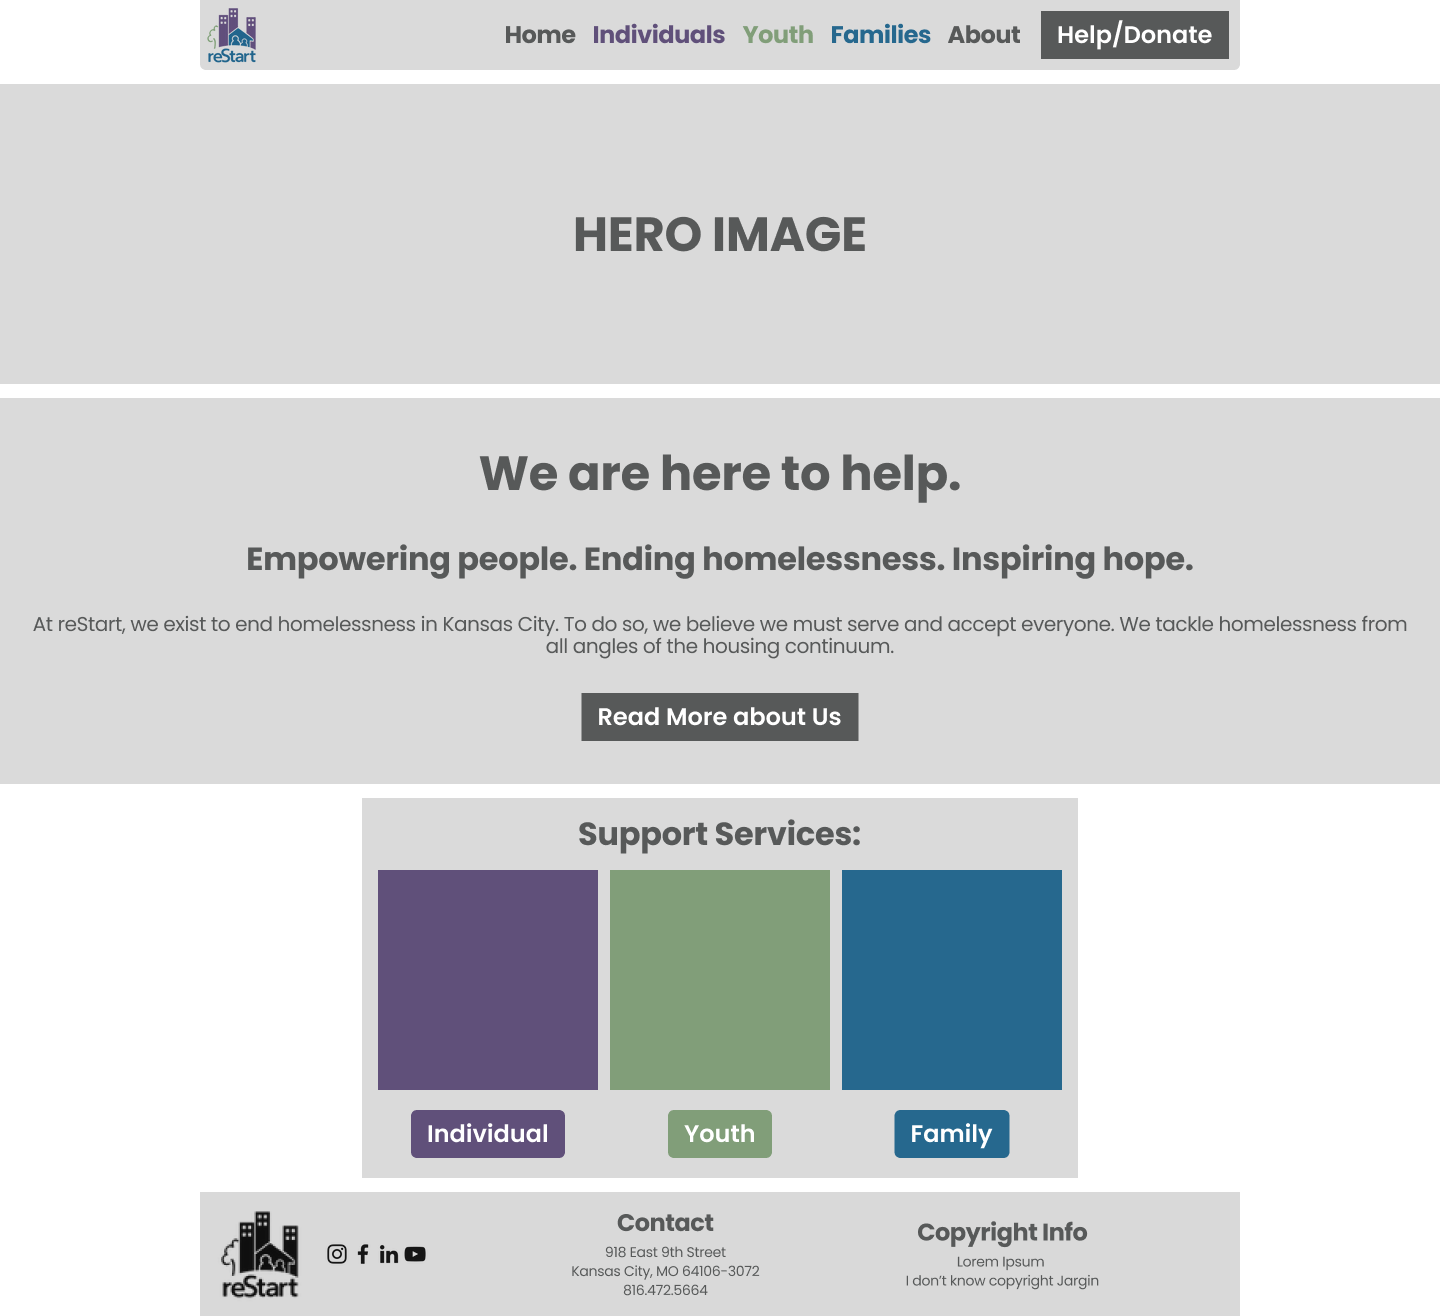 reStart
Home Individuals Youth Families About Help/Donate
HERO IMAGE
We are here to help.
Empowering people. Ending homelessness. Inspiring hope.
At reStart, we exist to end homelessness in Kansas City. To do so, we believe we must serve and accept everyone. We tackle homelessness from
all angles of the housing continuum.
Read More about Us
Support Services:
Individual
Youth
Family
reStart
Contact
918 East 9th Street
Kansas City, MO 64106-3072
816.472.5664
Copyright Info
Lorem Ipsum
I don't know copyright Jargin